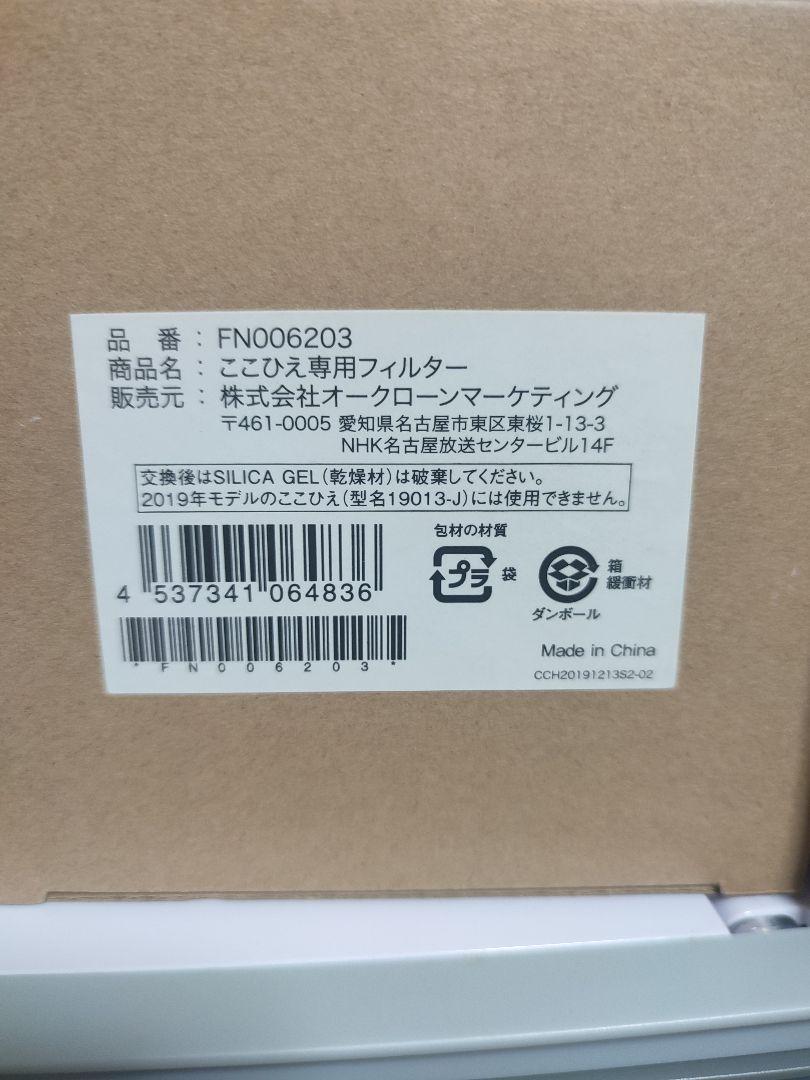 品 番：FN006203
商品名：ここひえ専用フィルター
販売元：株式会社オークローンマーケティング
〒461-0005 愛知県名古屋市東区東桜1-13-3
NHK名古屋放送センタービル14F
交換後はSILICA GEL（乾燥材）は破棄してください。
2019年モデルのここひえ（型名19013-J）には使用できません。
包材の材質
プラ 袋
箱
緩衝材
ダンボール
4 537341 064836
*FN006203*
Made in China
CCH20191213S2-02